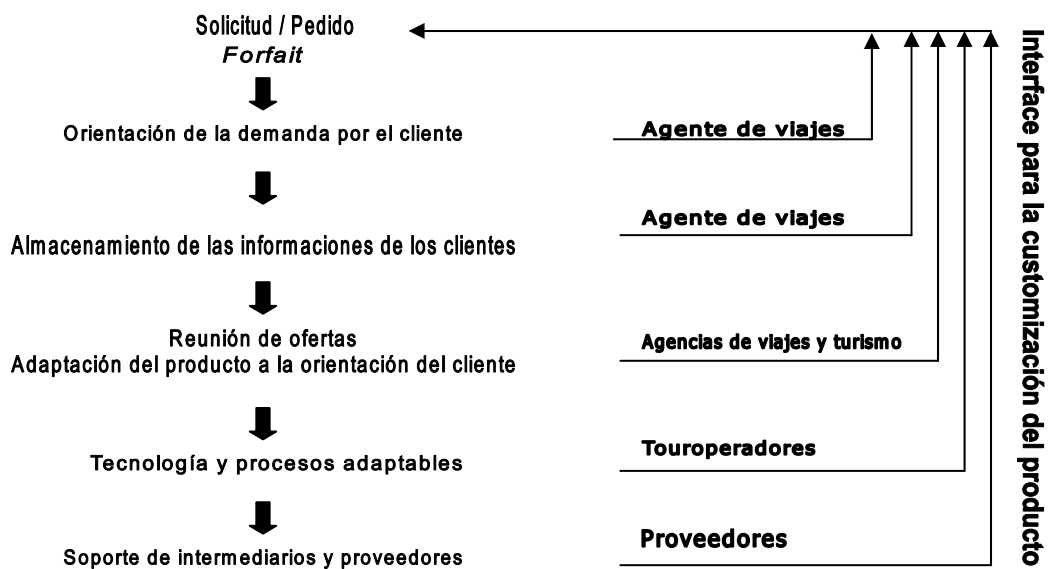 Solicitud / Pedido
Forfait
Orientación de la demanda por el cliente
Agente de viajes
Almacenamiento de las informaciones de los clientes
Agente de viajes
Reunión de ofertas
Adaptación del producto a la orientación del cliente
Agencias de viajes y turismo
Tecnología y procesos adaptables
Touroperadores
Soporte de intermediarios y proveedores
Proveedores
Interface para la customización del producto